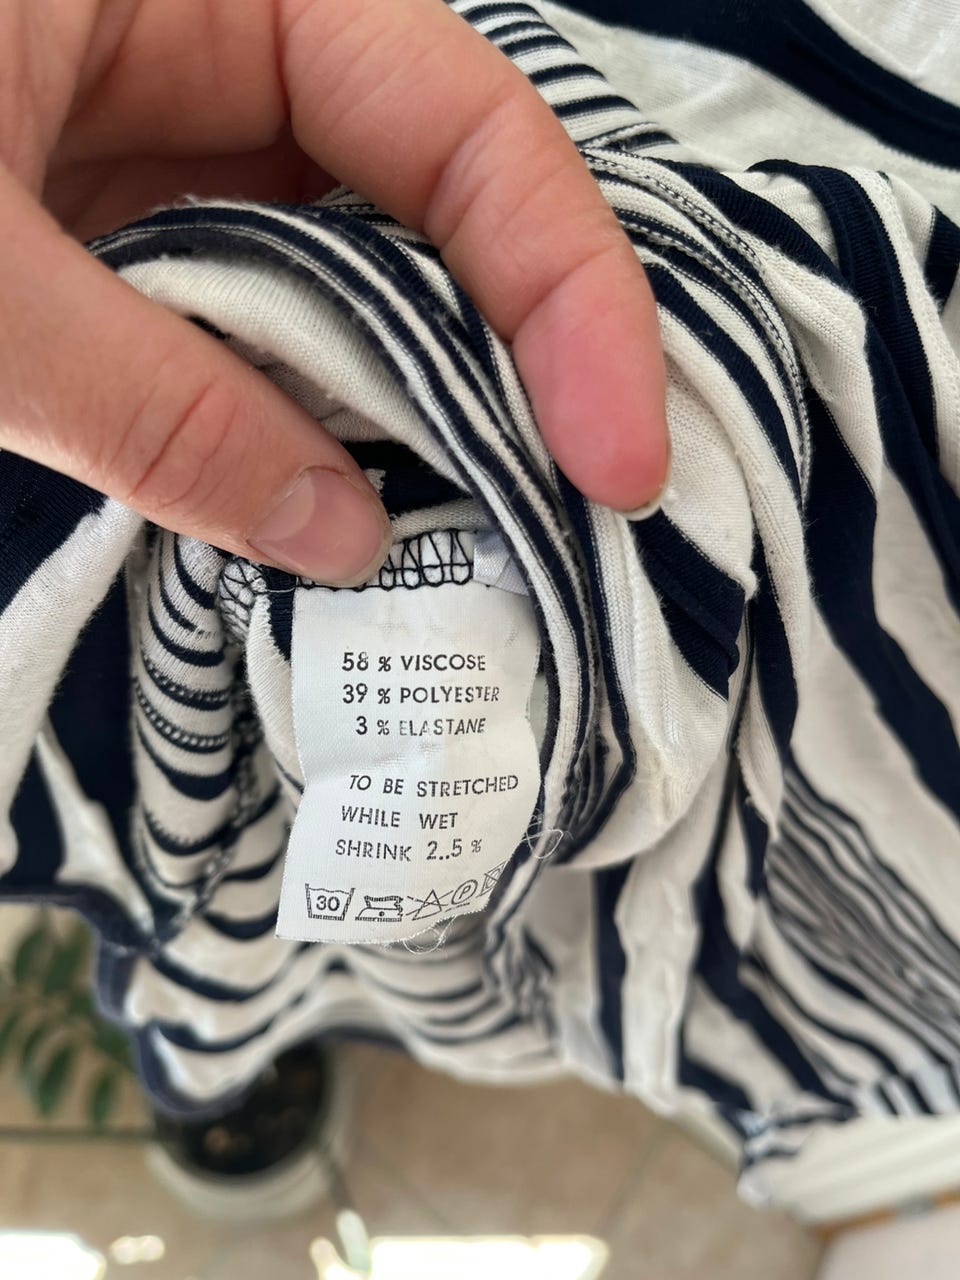 58 % VISCOSE
39 % POLYESTER
3 % ELASTANE
TO BE STRETCHED
WHILE WET
SHRINK 2..5 %
30 P